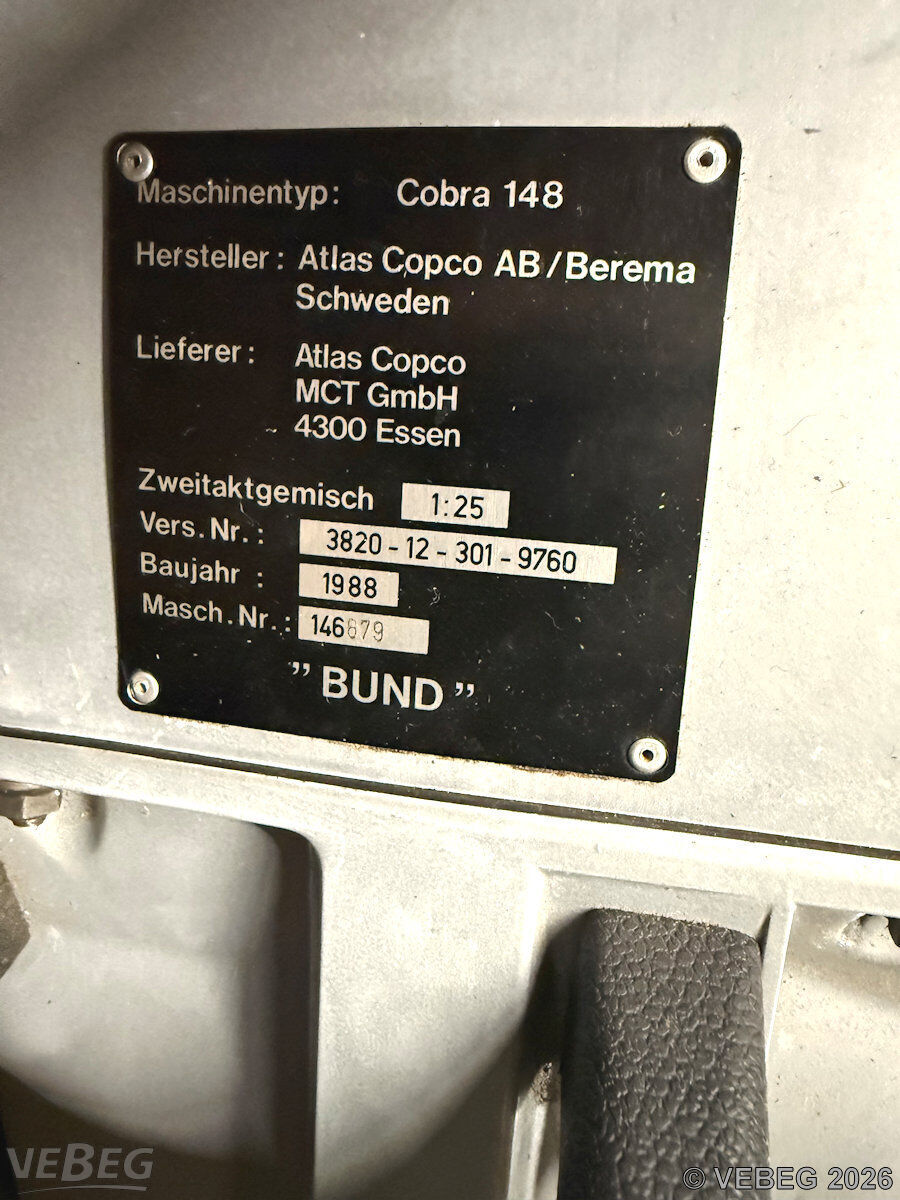 Maschinentyp: Cobra 148
Hersteller: Atlas Copco AB/Berema
Schweden
Lieferer: Atlas Copco
MCT GmbH
4300 Essen
Zweitaktgemisch 1:25
Vers.Nr.: 3820-12-301-9760
Baujahr : 1988
Masch.Nr.: 146879
"BUND"
VEBEG
© VEBEG 2026